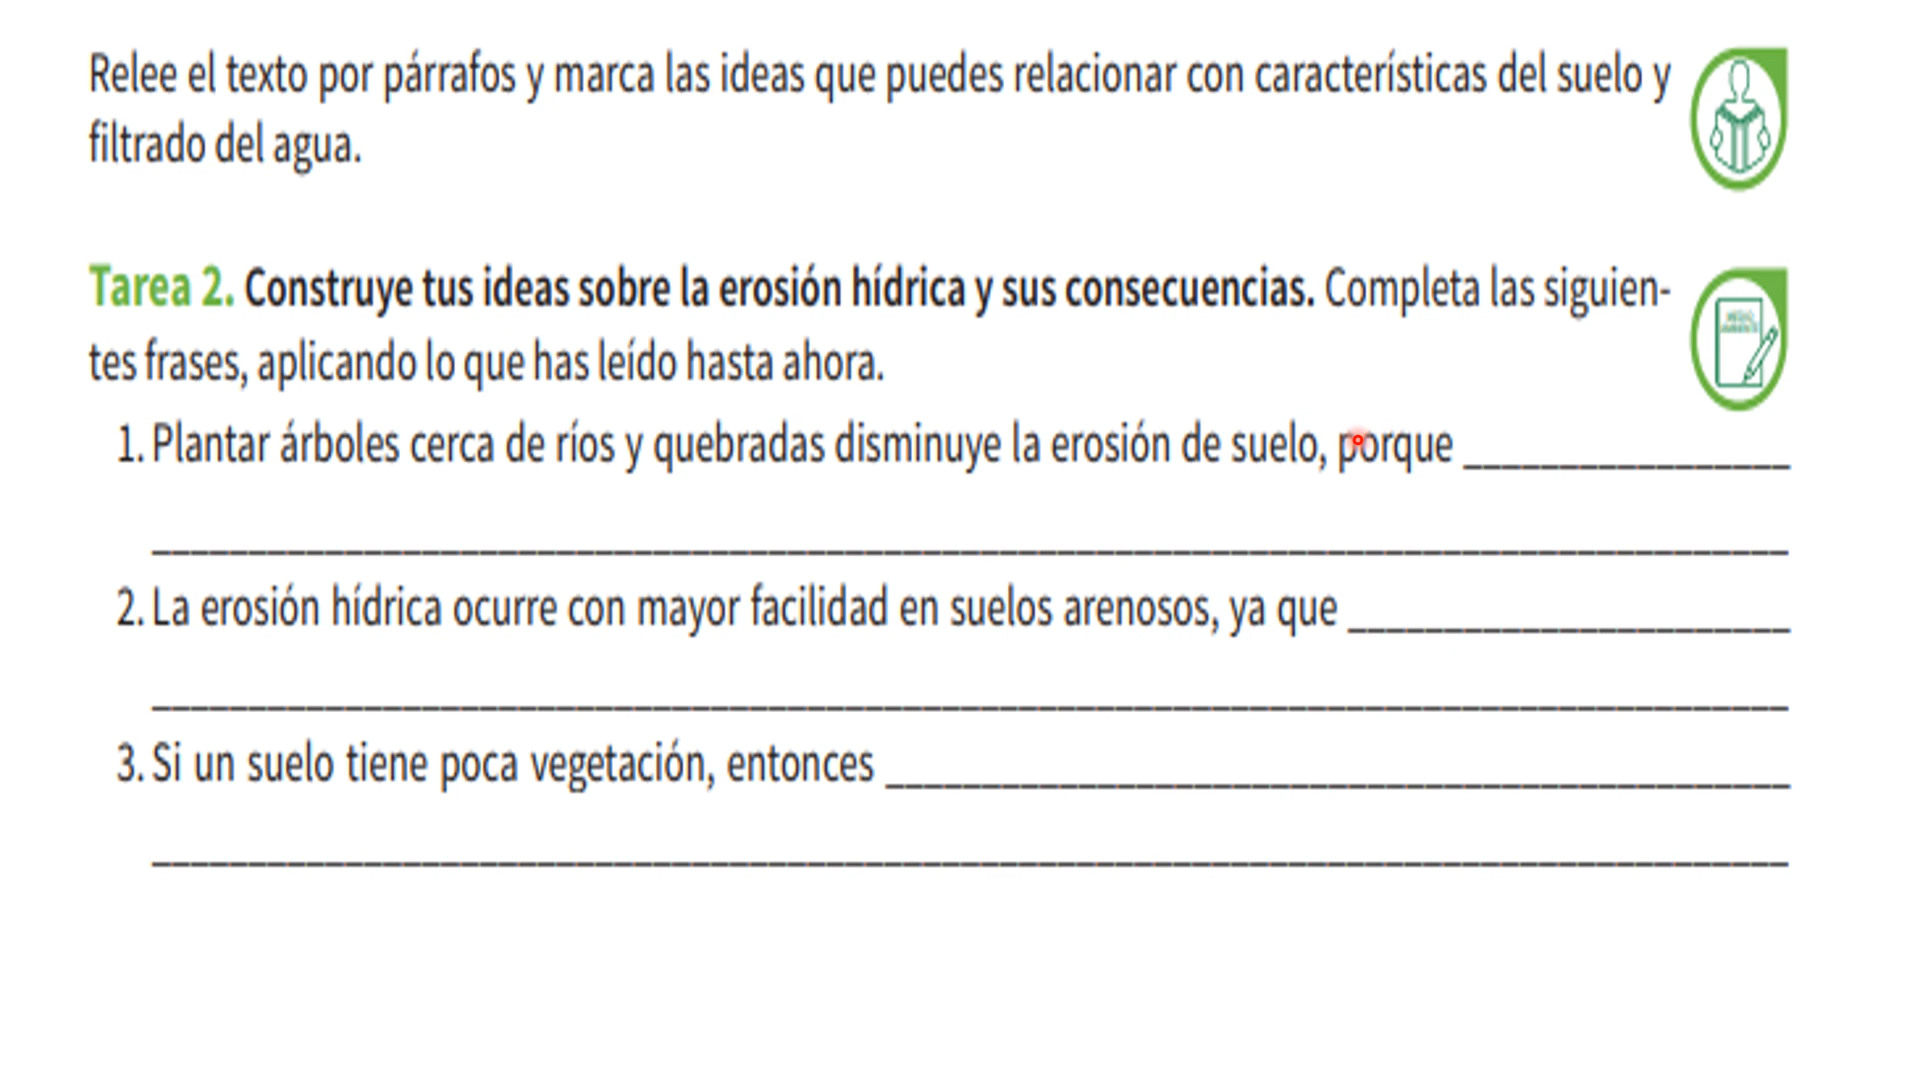 Relee el texto por párrafos y marca las ideas que puedes relacionar con características del suelo y
filtrado del agua.
Tarea 2. Construye tus ideas sobre la erosión hídrica y sus consecuencias. Completa las siguien-
tes frases, aplicando lo que has leído hasta ahora.
1. Plantar árboles cerca de ríos y quebradas disminuye la erosión de suelo, porque _________________
2. La erosión hídrica ocurre con mayor facilidad en suelos arenosos, ya que _______________________
3. Si un suelo tiene poca vegetación, entonces _______________________________________________